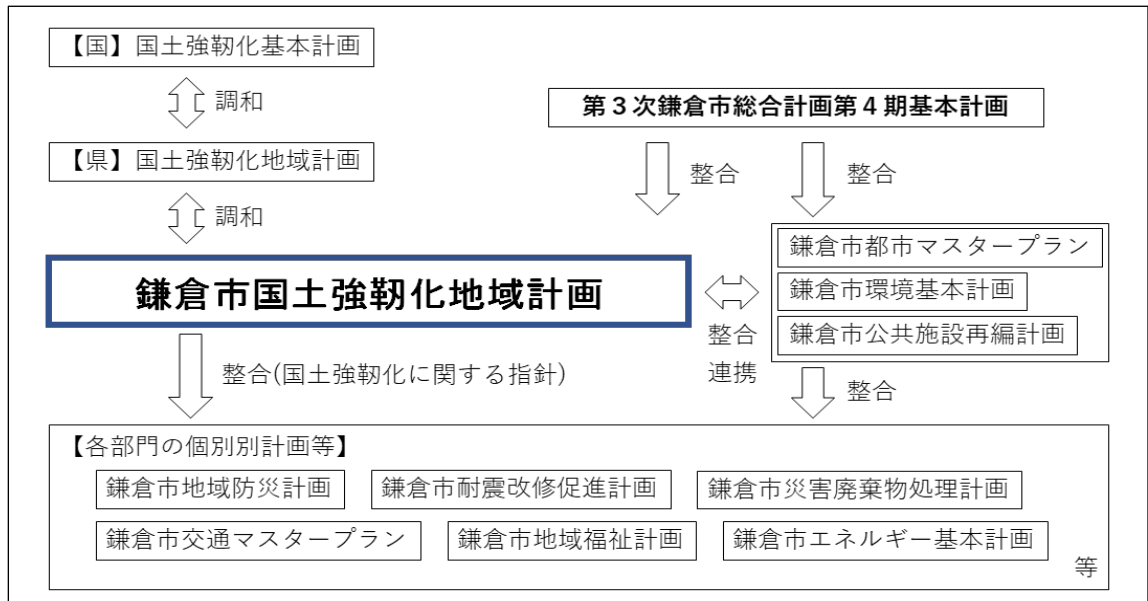 【国】国土強靭化基本計画
調和
第3次鎌倉市総合計画第4期基本計画
【県】国土強靭化地域計画
整合
整合
調和
鎌倉市国土強靭化地域計画
整合
連携
鎌倉市都市マスタープラン
鎌倉市環境基本計画
鎌倉市公共施設再編計画
整合(国土強靭化に関する指針)
整合
【各部門の個別別計画等】
鎌倉市地域防災計画
鎌倉市耐震改修促進計画
鎌倉市災害廃棄物処理計画
鎌倉市交通マスタープラン
鎌倉市地域福祉計画
鎌倉市エネルギー基本計画
等